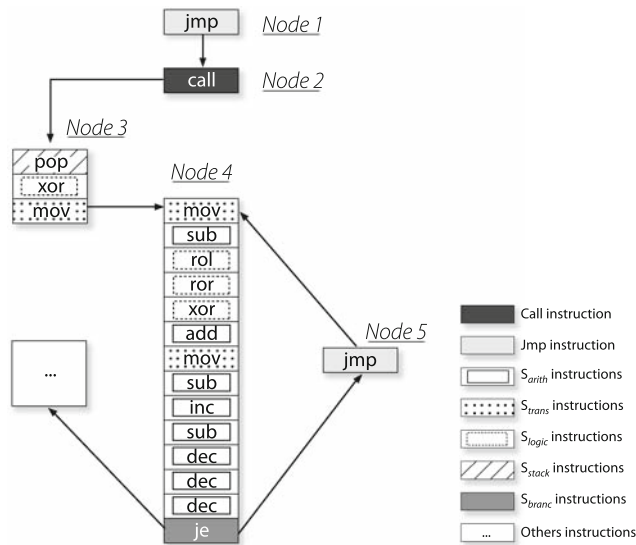 jmp
Node 1
call
Node 2
Node 3
pop
xor
mov
Node 4
mov
sub
rol
ror
xor
add
mov
sub
inc
sub
dec
dec
dec
je
Node 5
jmp
...
Call instruction
Jmp instruction
Sarith instructions
Strans instructions
Slogic instructions
Sstack instructions
Sbranc instructions
... Others instructions